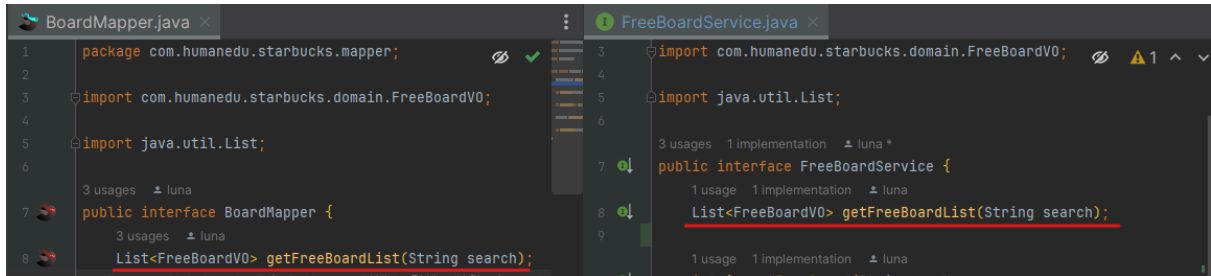 BoardMapper.java
1 package com.humanedu.starbucks.mapper;
2
3 import com.humanedu.starbucks.domain.FreeBoardVO;
4
5 import java.util.List;
6
3 usages luna
7 public interface BoardMapper {
3 usages luna
8 List<FreeBoardVO> getFreeBoardList(String search);
FreeBoardService.java
3 import com.humanedu.starbucks.domain.FreeBoardVO;
1
4
5 import java.util.List;
6
3 usages 1 implementation luna *
7 public interface FreeBoardService {
1 usage 1 implementation luna
8 List<FreeBoardVO> getFreeBoardList(String search);
9
1 usage 1 implementation luna